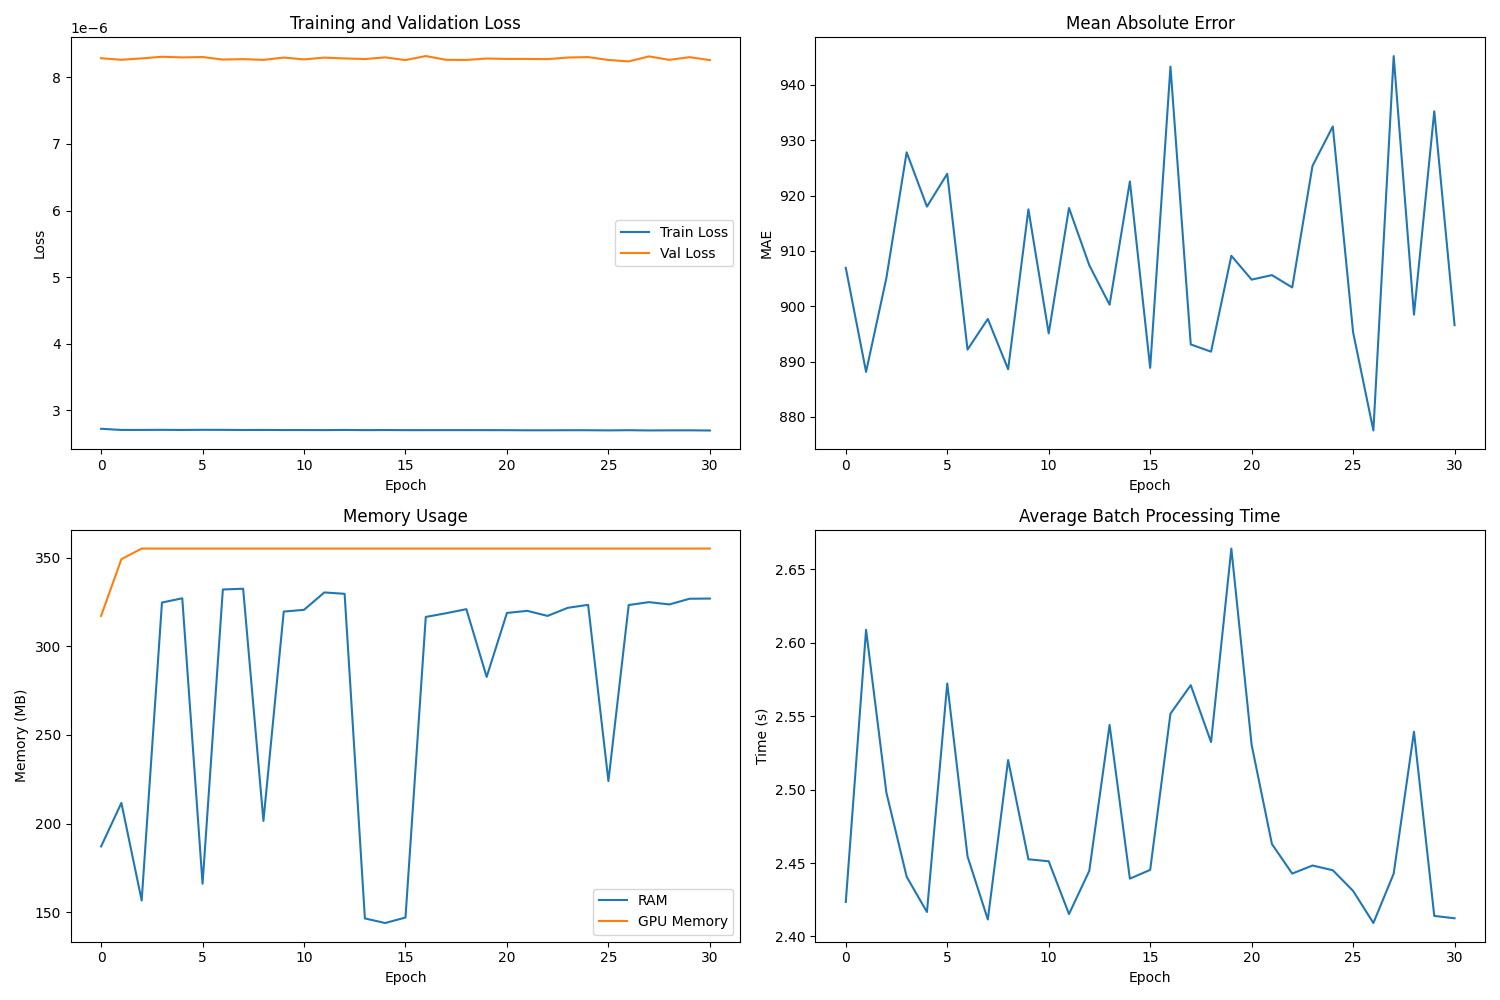 Training and Validation Loss
1e−6
8
7
6
5
6
3
Loss
Train Loss
Val Loss
0 5 10 15 20 25 30
Epoch
Mean Absolute Error
940
930
920
910
900
890
880
MAE
0 5 10 15 20 25 30
Epoch
Memory Usage
350
300
250
200
150
Memory (MB)
RAM
GPU Memory
0 5 10 15 20 25 30
Epoch
Average Batch Processing Time
2.65
2.60
2.55
2.50
2.45
2.40
Time (s)
0 5 10 15 20 25 30
Epoch